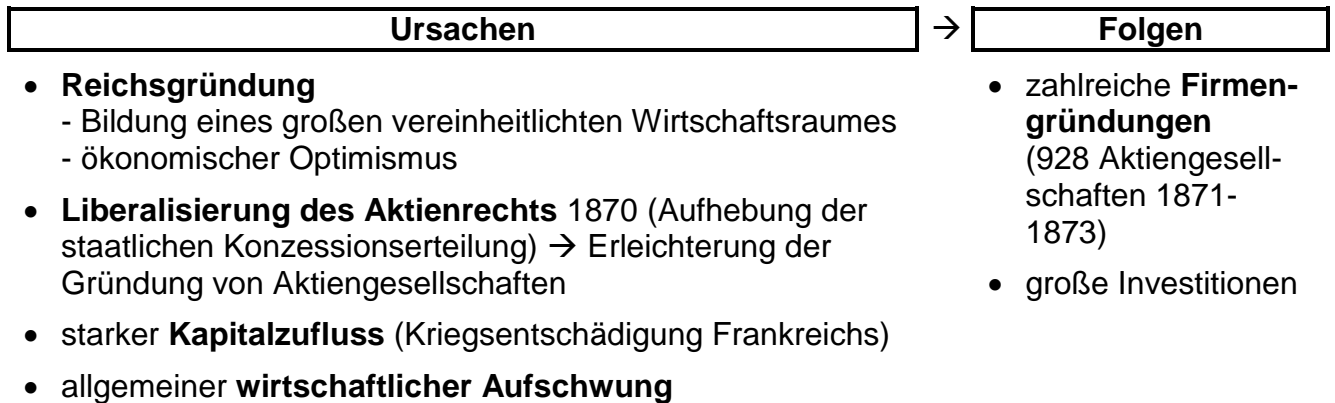 Ursachen → Folgen
• Reichsgründung
- Bildung eines großen vereinheitlichten Wirtschaftsraumes
- ökonomischer Optimismus
• Liberalisierung des Aktienrechts 1870 (Aufhebung der
staatlichen Konzessionserteilung) → Erleichterung der
Gründung von Aktiengesellschaften
• starker Kapitalzufluss (Kriegsentschädigung Frankreichs)
• allgemeiner wirtschaftlicher Aufschwung
• zahlreiche Firmen-
gründungen
(928 Aktiengesell-
schaften 1871-
1873)
• große Investitionen